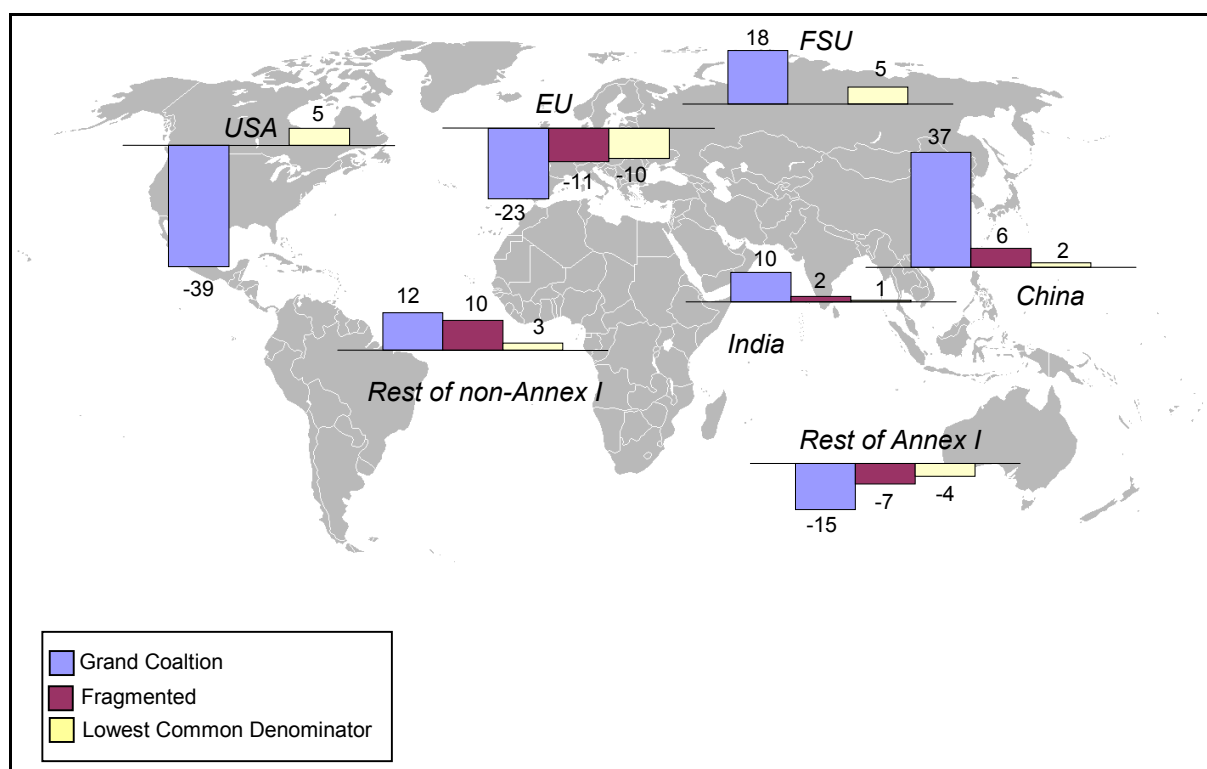 18
FSU
5
EU
USA
5
37
-11
-10
-23
6
2
10
2
1
-39
China
12
10
3
India
Rest of non-Annex I
Rest of Annex I
-7
-4
-15
Grand Coaltion
Fragmented
Lowest Common Denominator